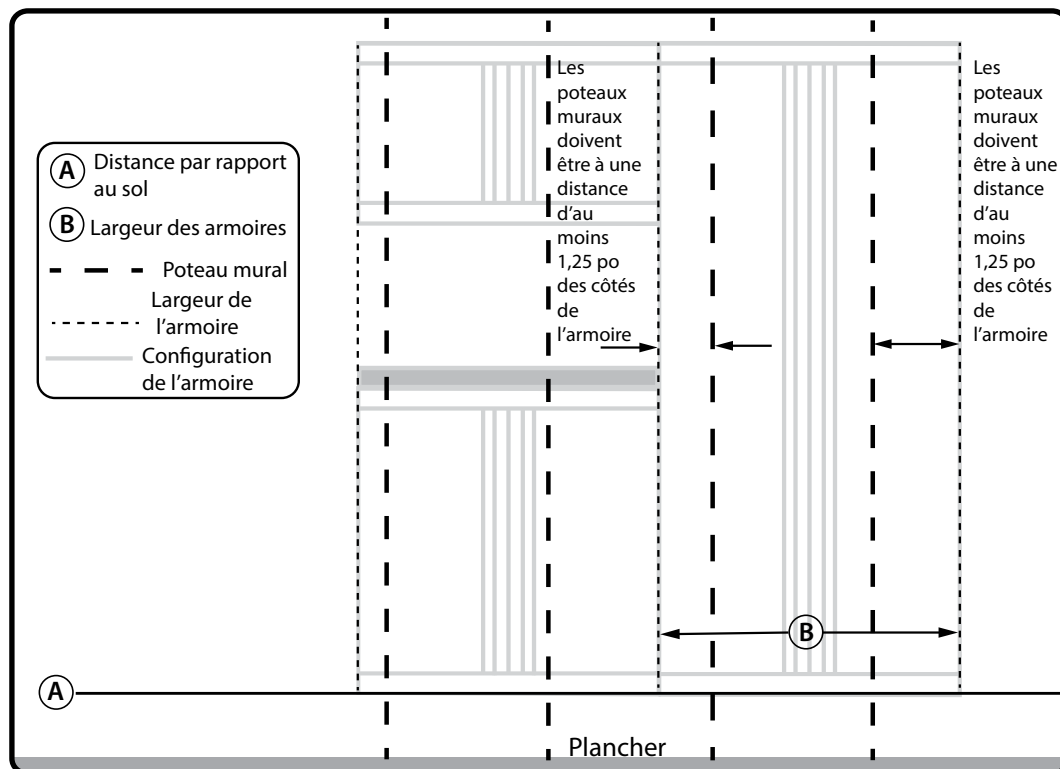 A Distance par rapport
au sol
B Largeur des armoires
Poteau mural
Largeur de
l'armoire
Configuration
de l'armoire
Les
poteaux
muraux
doivent
être à une
distance
d'au
moins
1,25 po
des côtés
de
l'armoire
Les
poteaux
muraux
doivent
être à une
distance
d'au
moins
1,25 po
des côtés
de
l'armoire
B
A
Plancher